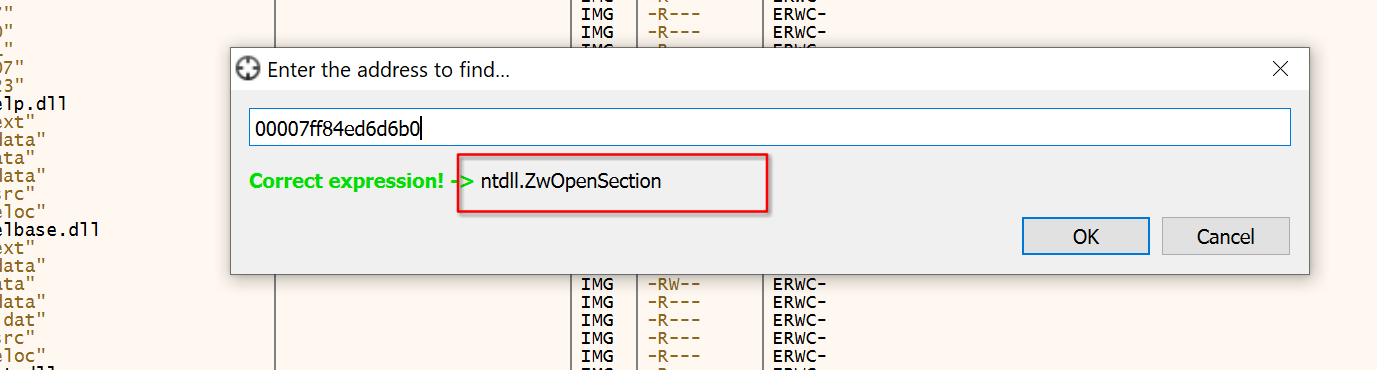 IMG -R--- ERWC-
0" IMG -R--- ERWC-
07"
23"
elp.dll
ext"
data"
ata"
data"
src"
eloc"
elbase.dll
ext"
data"
Enter the address to find...
00007ff84ed6d6b0
Correct expression! -> ntdll.ZwOpenSection
OK Cancel
ata" IMG -RW-- ERWC-
data" IMG -R--- ERWC-
dat" IMG -R--- ERWC-
src" IMG -R--- ERWC-
eloc" IMG -R--- ERWC-